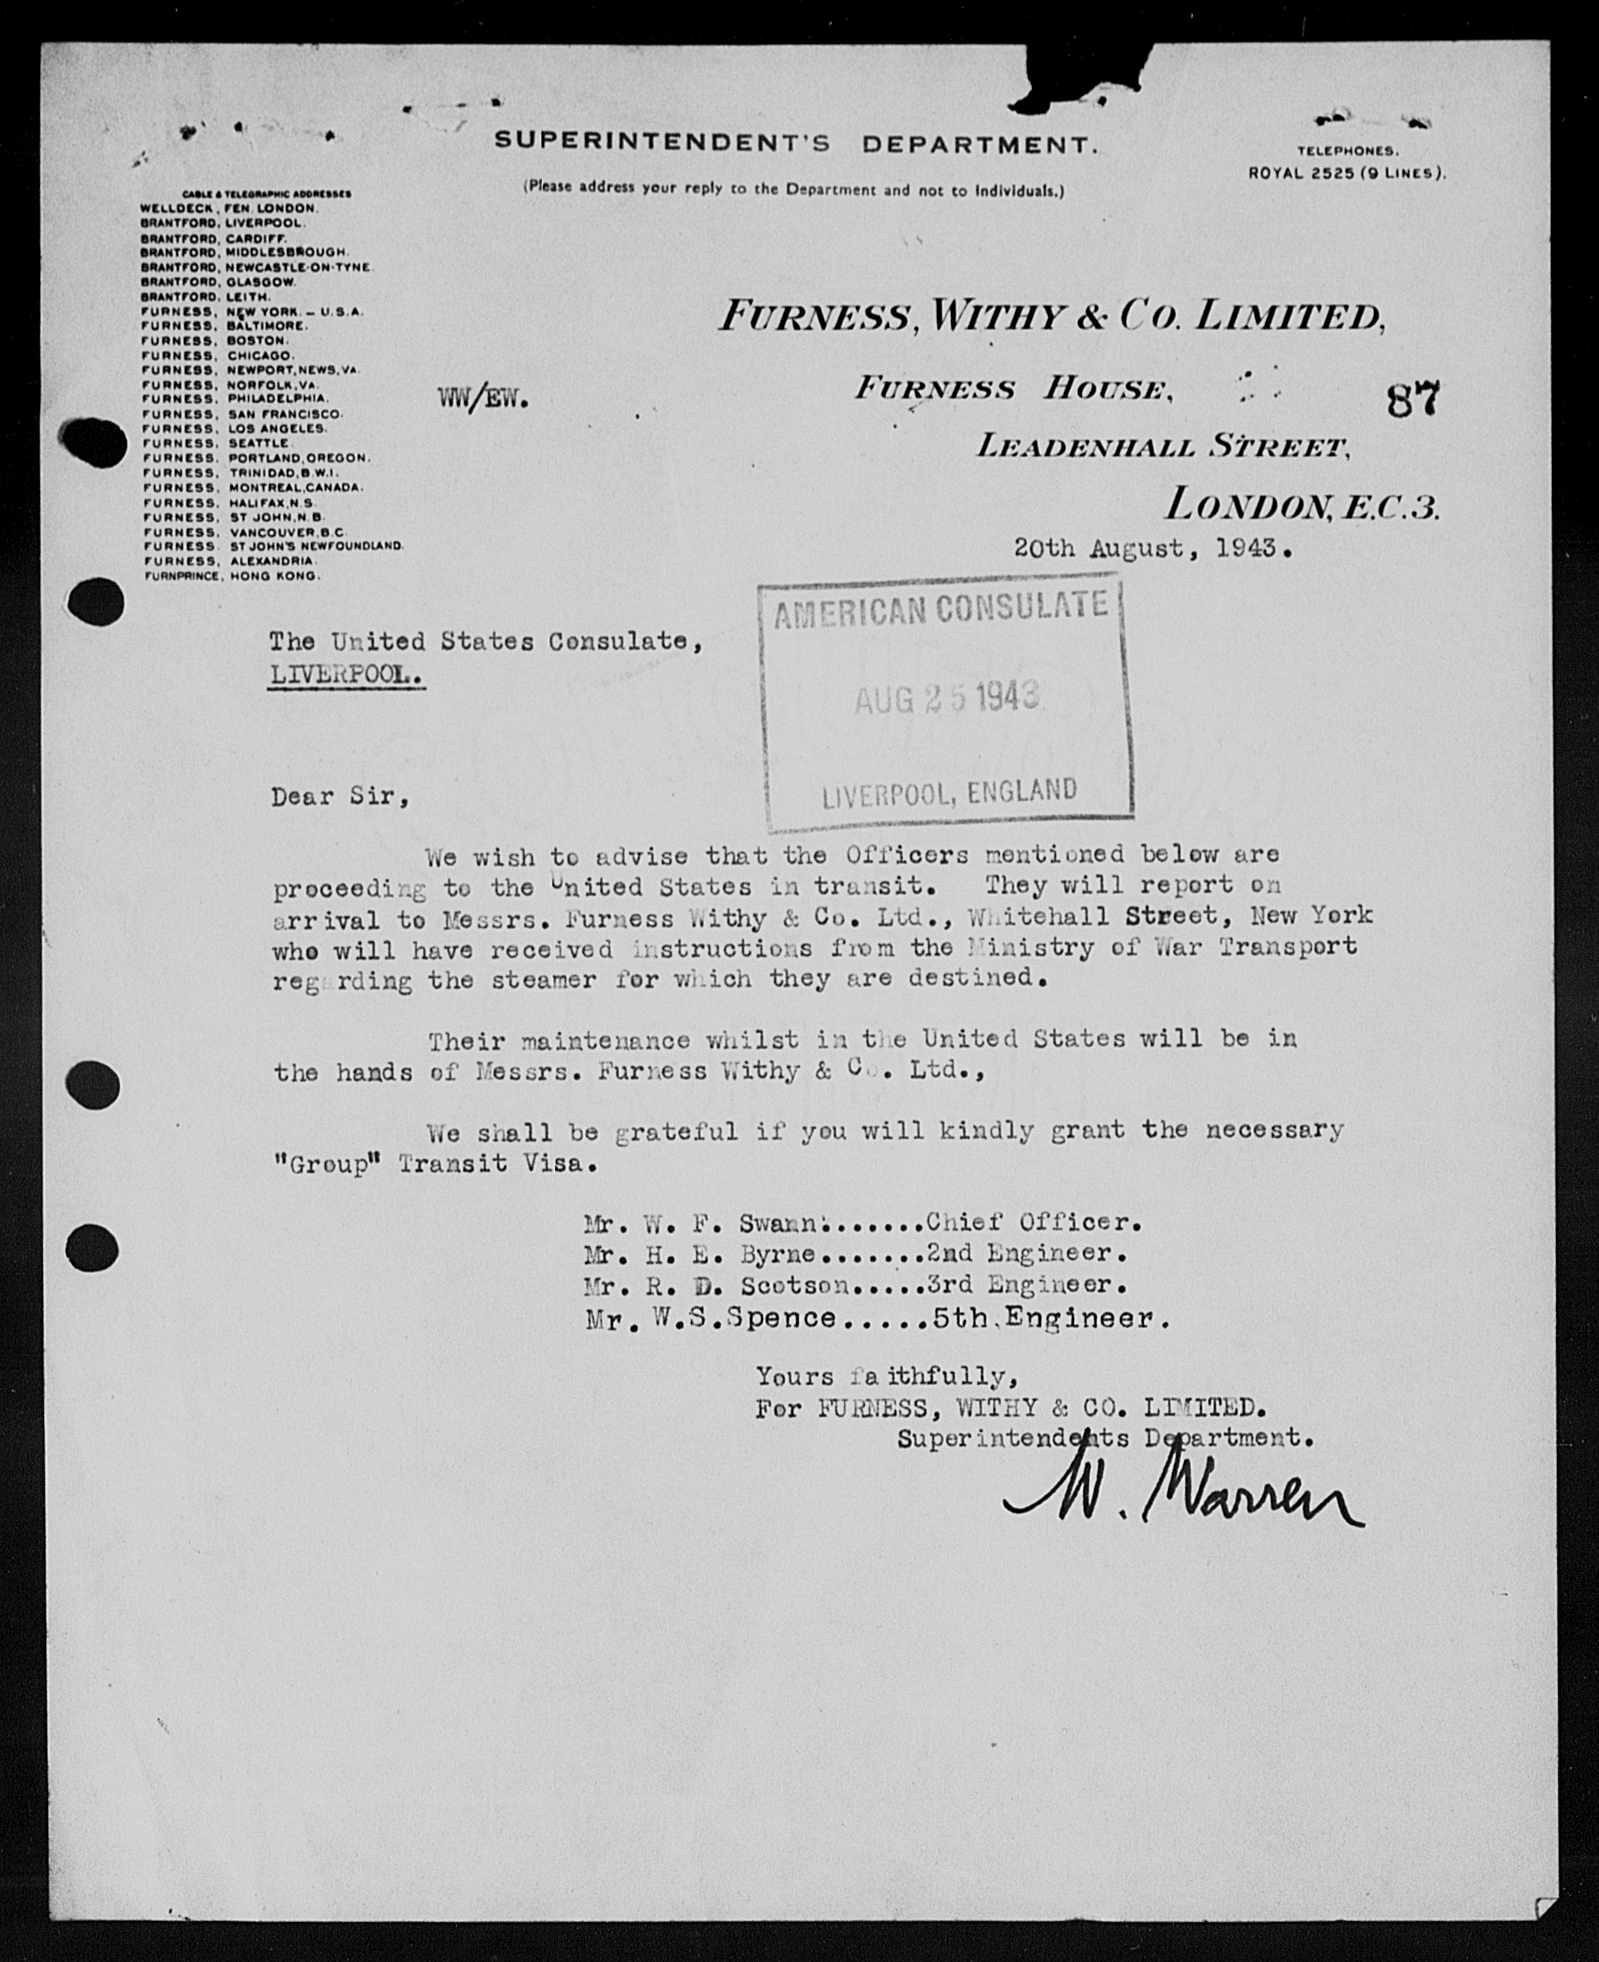 SUPERINTENDENT'S DEPARTMENT.
(Please address your reply to the Department and not to Individuals.)
TELEPHONES.
ROYAL 2525 (9 LINES).
CABLE & TELEGRAPHIC ADDRESSES
WELLDECK, FEN. LONDON.
BRANTFORD, LIVERPOOL.
BRANTFORD, CARDIFF.
BRANTFORD, MIDDLESBROUGH.
BRANTFORD, NEWCASTLE-ON-TYNE.
BRANTFORD, GLASGOW.
BRANTFORD, LEITH.
FURNESS, NEW YORK. – U.S.A.
FURNESS, BALTIMORE.
FURNESS, BOSTON.
FURNESS, CHICAGO.
FURNESS, NEWPORT, NEWS, VA.
FURNESS, NORFOLK, VA.
FURNESS, PHILADELPHIA.
FURNESS, SAN FRANCISCO.
FURNESS, LOS ANGELES.
FURNESS, SEATTLE.
FURNESS, PORTLAND, OREGON.
FURNESS, TRINIDAD, B.W.I.
FURNESS, MONTREAL, CANADA.
FURNESS, HALIFAX, N.S.
FURNESS, ST JOHN, N.B.
FURNESS, VANCOUVER, B.C.
FURNESS. ST JOHN'S NEWFOUNDLAND.
FURNESS, ALEXANDRIA.
FURNPRINCE, HONG KONG.
WW/EW.
FURNESS, WITHY & CO. LIMITED,
FURNESS HOUSE,
87
LEADENHALL STREET,
LONDON, E.C.3.
20th August, 1943.
AMERICAN CONSULATE
AUG 25 1943
LIVERPOOL, ENGLAND
The United States Consulate,
LIVERPOOL.
Dear Sir,
We wish to advise that the Officers mentioned below are
proceeding to the United States in transit. They will report on
arrival to Messrs. Furness Withy & Co. Ltd., Whitehall Street, New York
who will have received instructions from the Ministry of War Transport
regarding the steamer for which they are destined.
Their maintenance whilst in the United States will be in
the hands of Messrs. Furness Withy & Co. Ltd.,
We shall be grateful if you will kindly grant the necessary
"Group" Transit Visa.
Mr. W. F. Swann.......Chief Officer.
Mr. H. E. Byrne.......2nd Engineer.
Mr. R. D. Scotson.....3rd Engineer.
Mr. W.S.Spence.....5th.Engineer.
Yours faithfully,
For FURNESS, WITHY & CO. LIMITED.
Superintendents Department.
W. Warren